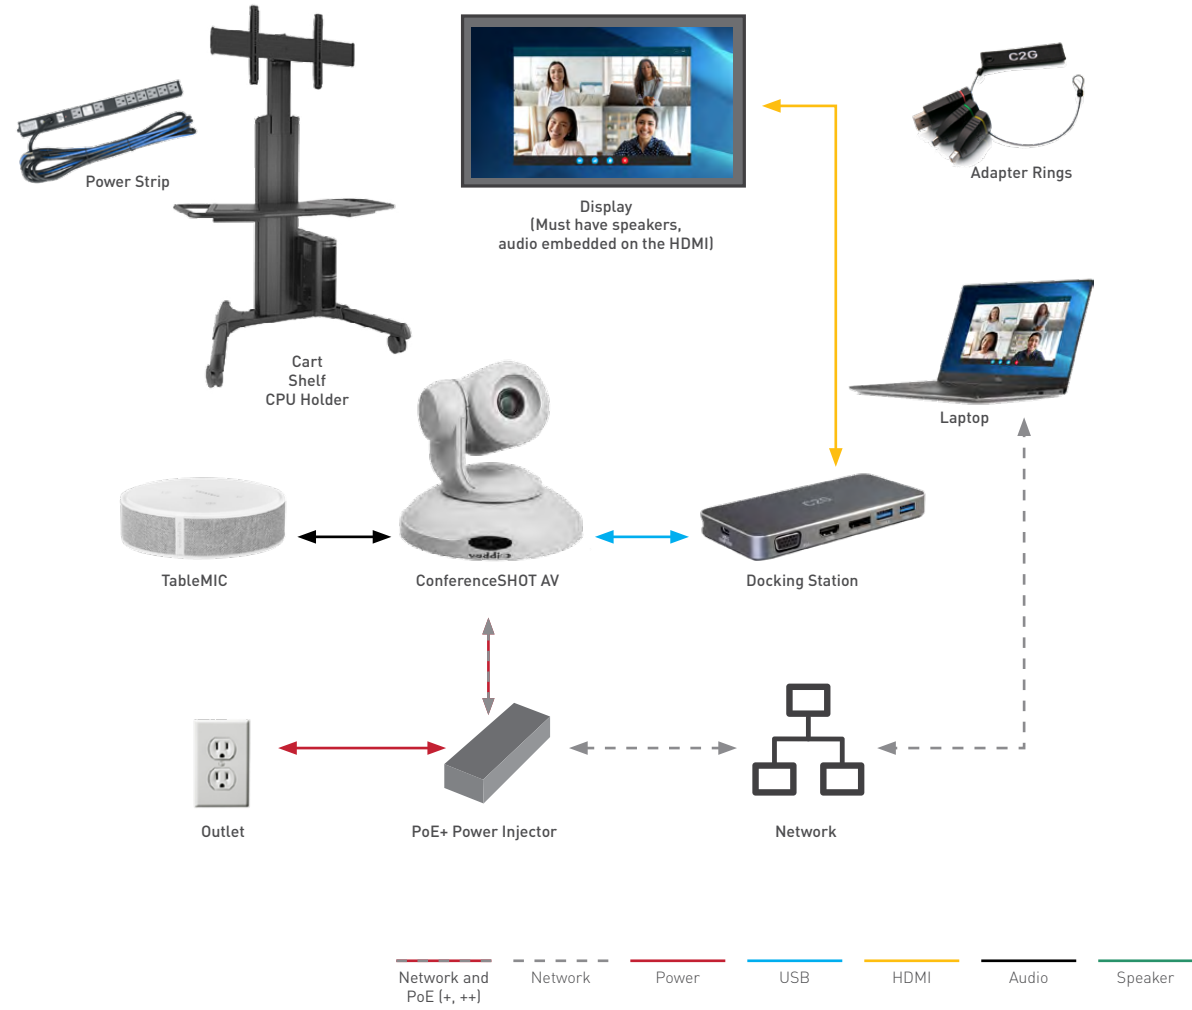 C2G
Power Strip
Adapter Rings
Display
(Must have speakers,
audio embedded on the HDMI)
Cart
Shelf
CPU Holder
Laptop
C2G
TableMIC
ConferenceSHOT AV
Docking Station
Outlet
PoE+ Power Injector
Network
Network and
PoE (+, ++)
Network
Power
USB
HDMI
Audio
Speaker